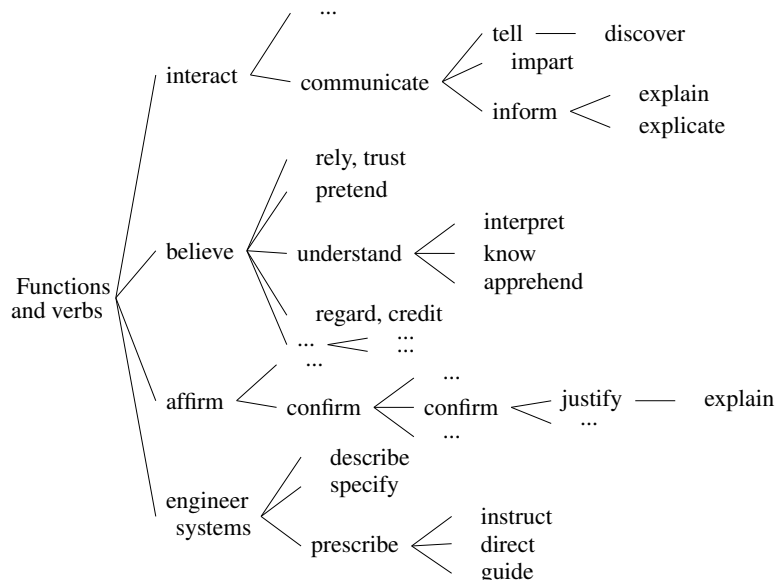 ...
tell
discover
interact
impart
communicate
explain
inform
explicate
rely, trust
pretend
interpret
believe
understand
know
apprehend
Functions
and verbs
regard, credit
...
...
...
...
...
affirm
confirm
confirm
justify
explain
...
...
describe
engineer
systems
specify
instruct
prescribe
direct
guide